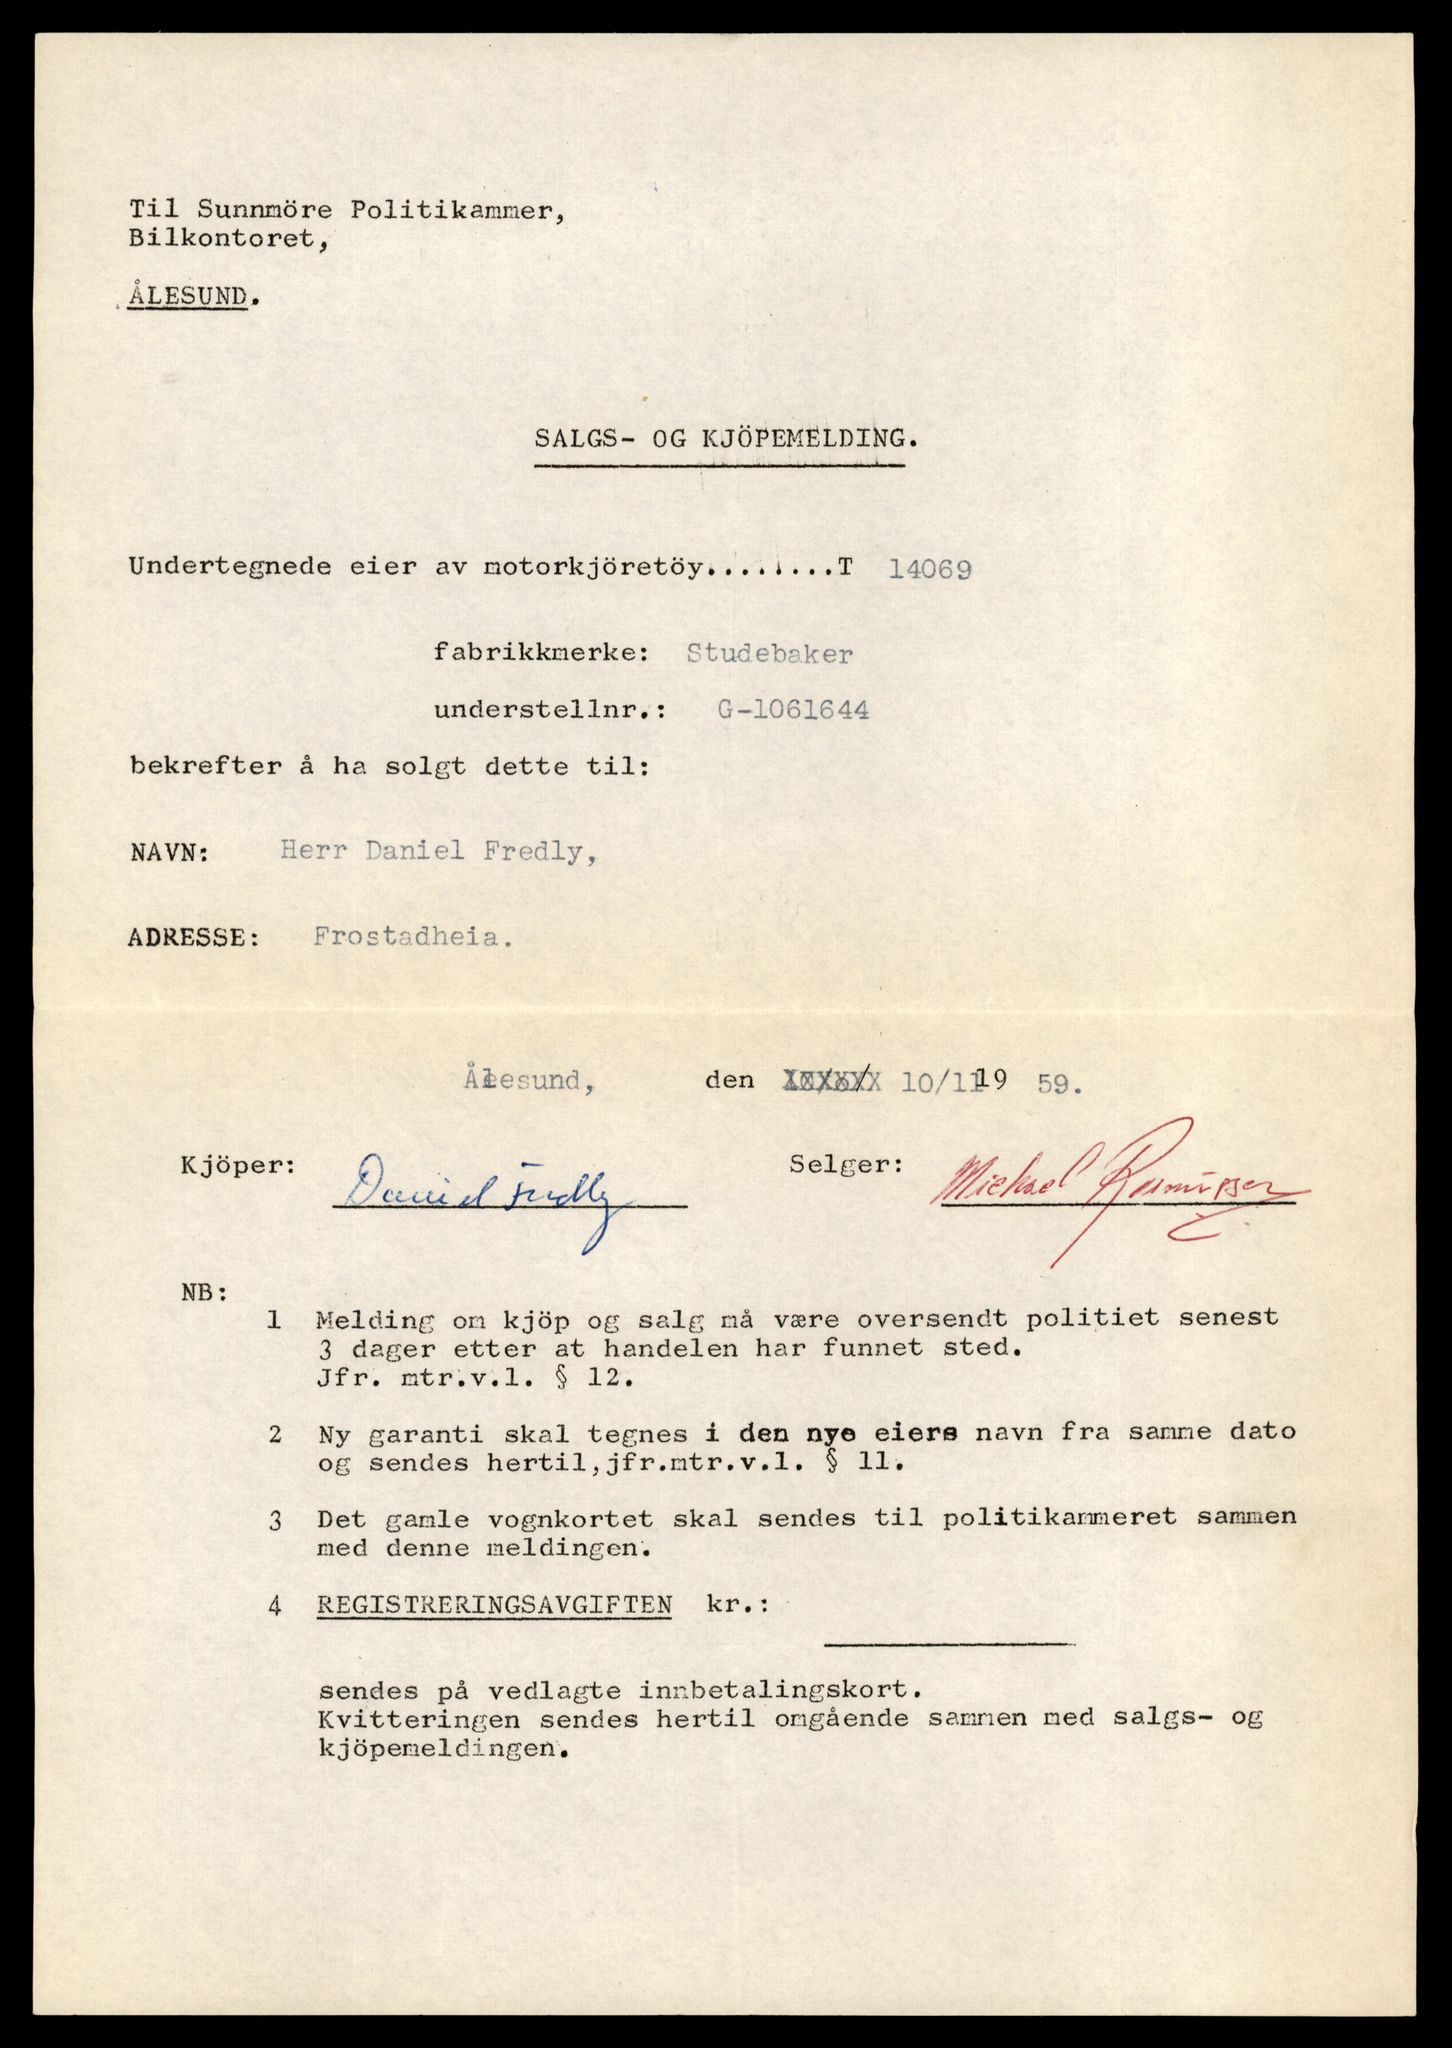 Til Sunnmöre Politikammer,
Bilkontoret,
ÅLESUND.
SALGS- OG KJÖPEMELDING.
Undertegnede eier av motorkjöretöy........T 14069
fabrikkmerke: Studebaker
understellnr.: G-1061644
bekrefter å ha solgt dette til:
NAVN: Herr Daniel Fredly,
ADRESSE: Frostadheia.
Ålesund, den 10/11 19 59.
Kjöper: Daniel Fredly Selger: Michael Rasmussen
NB:
1 Melding om kjöp og salg må være oversendt politiet senest
3 dager etter at handelen har funnet sted.
Jfr. mtr.v.l. § 12.
2 Ny garanti skal tegnes i den nye eiers navn fra samme dato
og sendes hertil,jfr.mtr.v.l. § 11.
3 Det gamle vognkortet skal sendes til politikammeret sammen
med denne meldingen.
4 REGISTRERINGSAVGIFTEN kr.:
sendes på vedlagte innbetalingskort.
Kvitteringen sendes hertil omgående sammen med salgs- og
kjöpemeldingen.